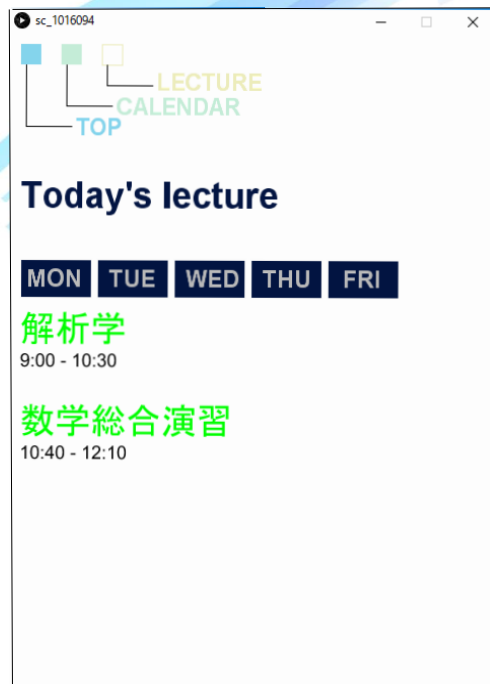 sc_1016094
LECTURE
CALENDAR
TOP
Today's lecture
MON TUE WED THU FRI
解析学
9:00 - 10:30
数学総合演習
10:40 - 12:10